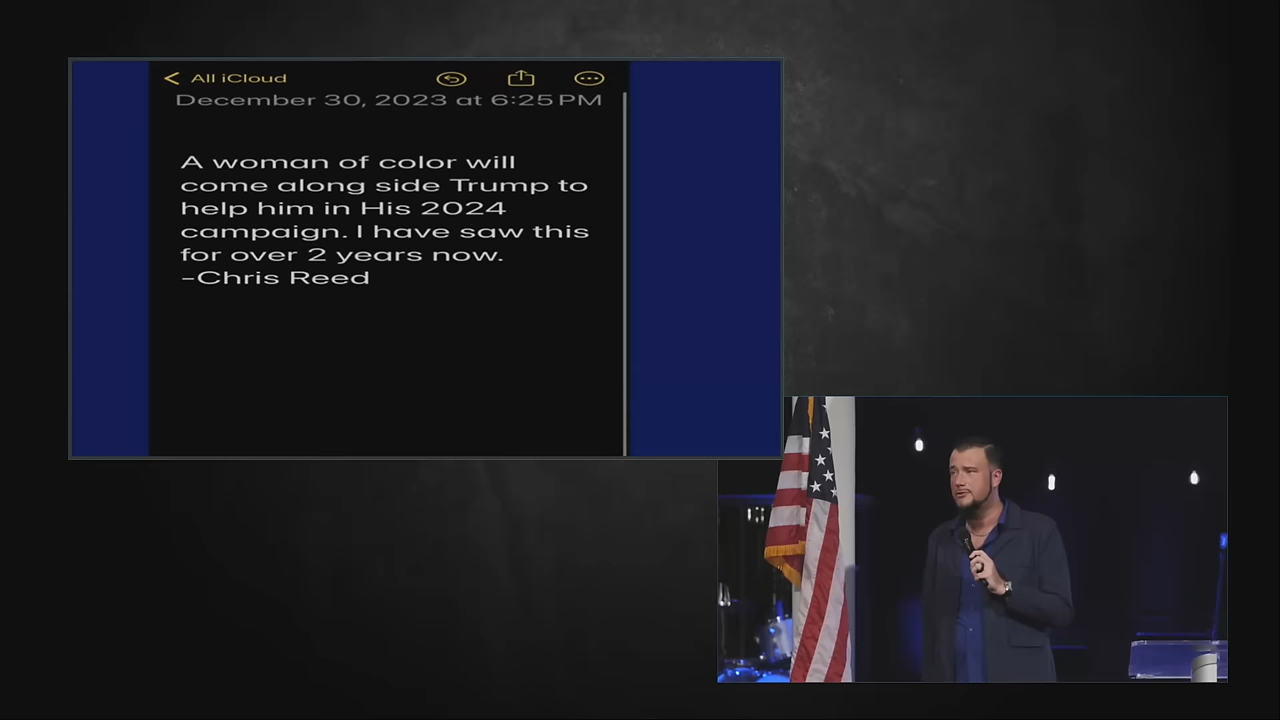 All iCloud
December 30, 2023 at 6:25 PM
A woman of color will
come along side Trump to
help him in His 2024
campaign. I have saw this
for over 2 years now.
-Chris Reed